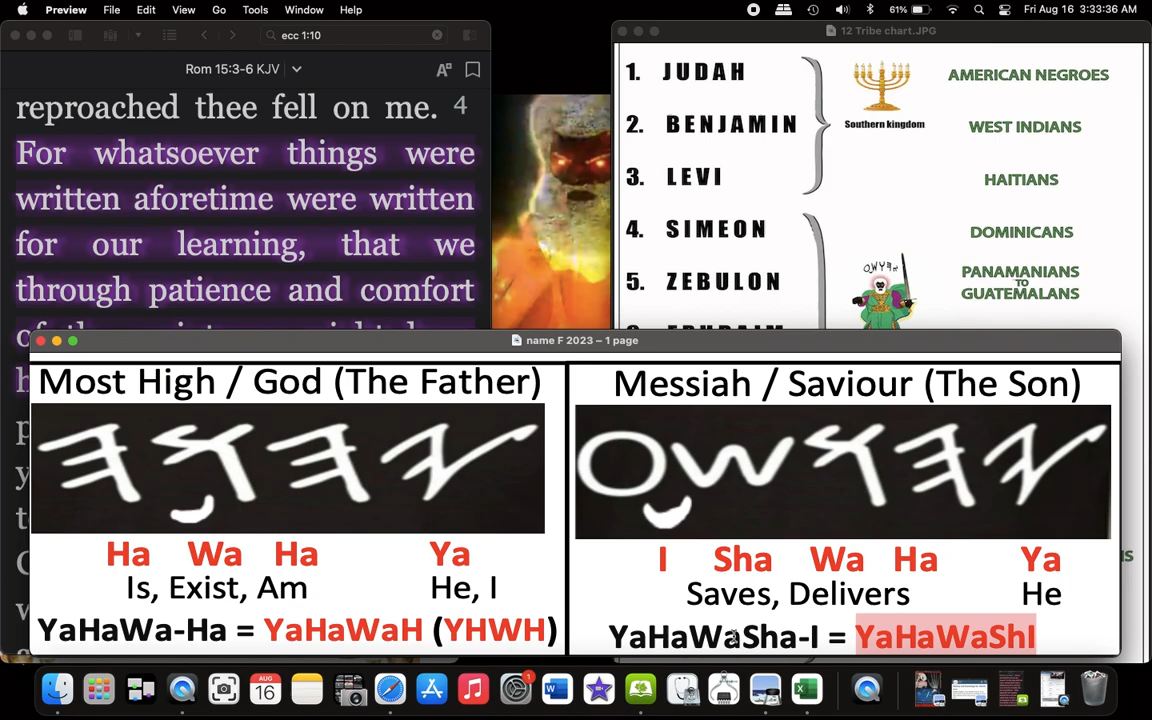 Preview File Edit View Go Tools Window Help
61% Fri Aug 16 3:33:36 AM
ecc 1:10
Rom 15:3-6 KJV
reproached thee fell on me. 4
For whatsoever things were
written aforetime were written
for our learning, that we
through patience and comfort
12 Tribe chart.JPG
1. JUDAH
2. BENJAMIN
3. LEVI
4. SIMEON
5. ZEBULON
Southern kingdom
AMERICAN NEGROES
WEST INDIANS
HAITIANS
DOMINICANS
PANAMANIANS
TO
GUATEMALANS
name F 2023 – 1 page
Most High / God (The Father)
𐤉𐤄𐤅𐤄
Ha Wa Ha Ya
Is, Exist, Am He, I
YaHaWa-Ha = YaHaWaH (YHWH)
Messiah / Saviour (The Son)
𐤉𐤄𐤅𐤔𐤏
I Sha Wa Ha Ya
Saves, Delivers He
YaHaWaSha-I = YaHaWaShI
AUG
16
1